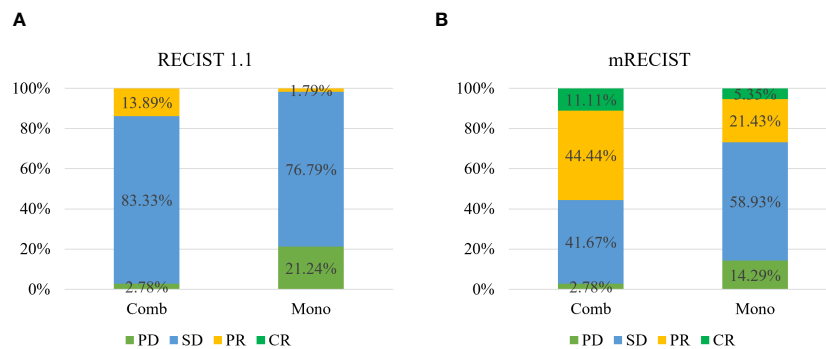 A
RECIST 1.1
100%
80%
60%
40%
20%
0%
13.89%
83.33%
2.78%
1.79%
76.79%
21.24%
Comb
Mono
PD SD PR CR
B
mRECIST
100%
80%
60%
40%
20%
0%
11.11%
44.44%
41.67%
2.78%
5.35%
21.43%
58.93%
14.29%
Comb
Mono
PD SD PR CR